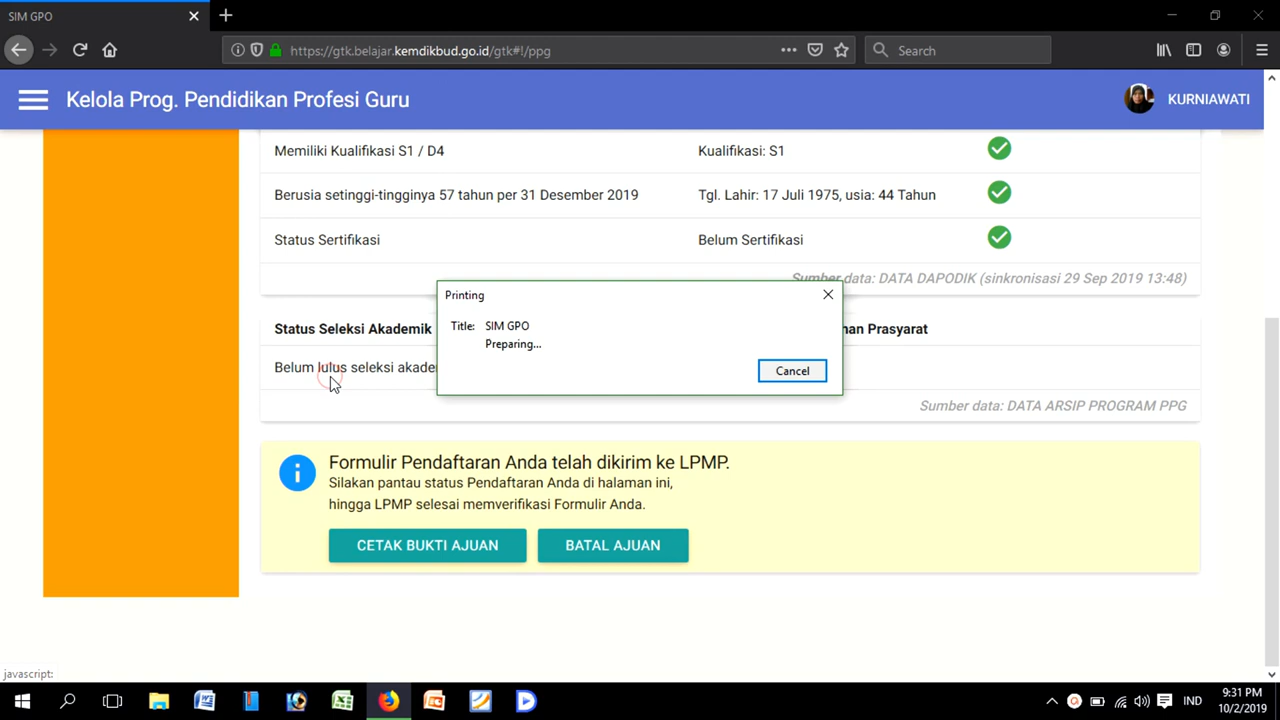 SIM GPO
https://gtk.belajar.kemdikbud.go.id/gtk#!/ppg
Search
Kelola Prog. Pendidikan Profesi Guru
KURNIAWATI
Memiliki Kualifikasi S1 / D4
Kualifikasi: S1
Berusia setinggi-tingginya 57 tahun per 31 Desember 2019
Tgl. Lahir: 17 Juli 1975, usia: 44 Tahun
Status Sertifikasi
Belum Sertifikasi
Sumber data: DATA DAPODIK (sinkronisasi 29 Sep 2019 13:48)
Printing
Title: SIM GPO
Preparing...
Cancel
Status Seleksi Akademik
Prasyarat
Belum lulus seleksi
Sumber data: DATA ARSIP PROGRAM PPG
Formulir Pendaftaran Anda telah dikirim ke LPMP.
Silakan pantau status Pendaftaran Anda di halaman ini,
hingga LPMP selesai memverifikasi Formulir Anda.
CETAK BUKTI AJUAN
BATAL AJUAN
javascript:
IND
9:31 PM
10/2/2019